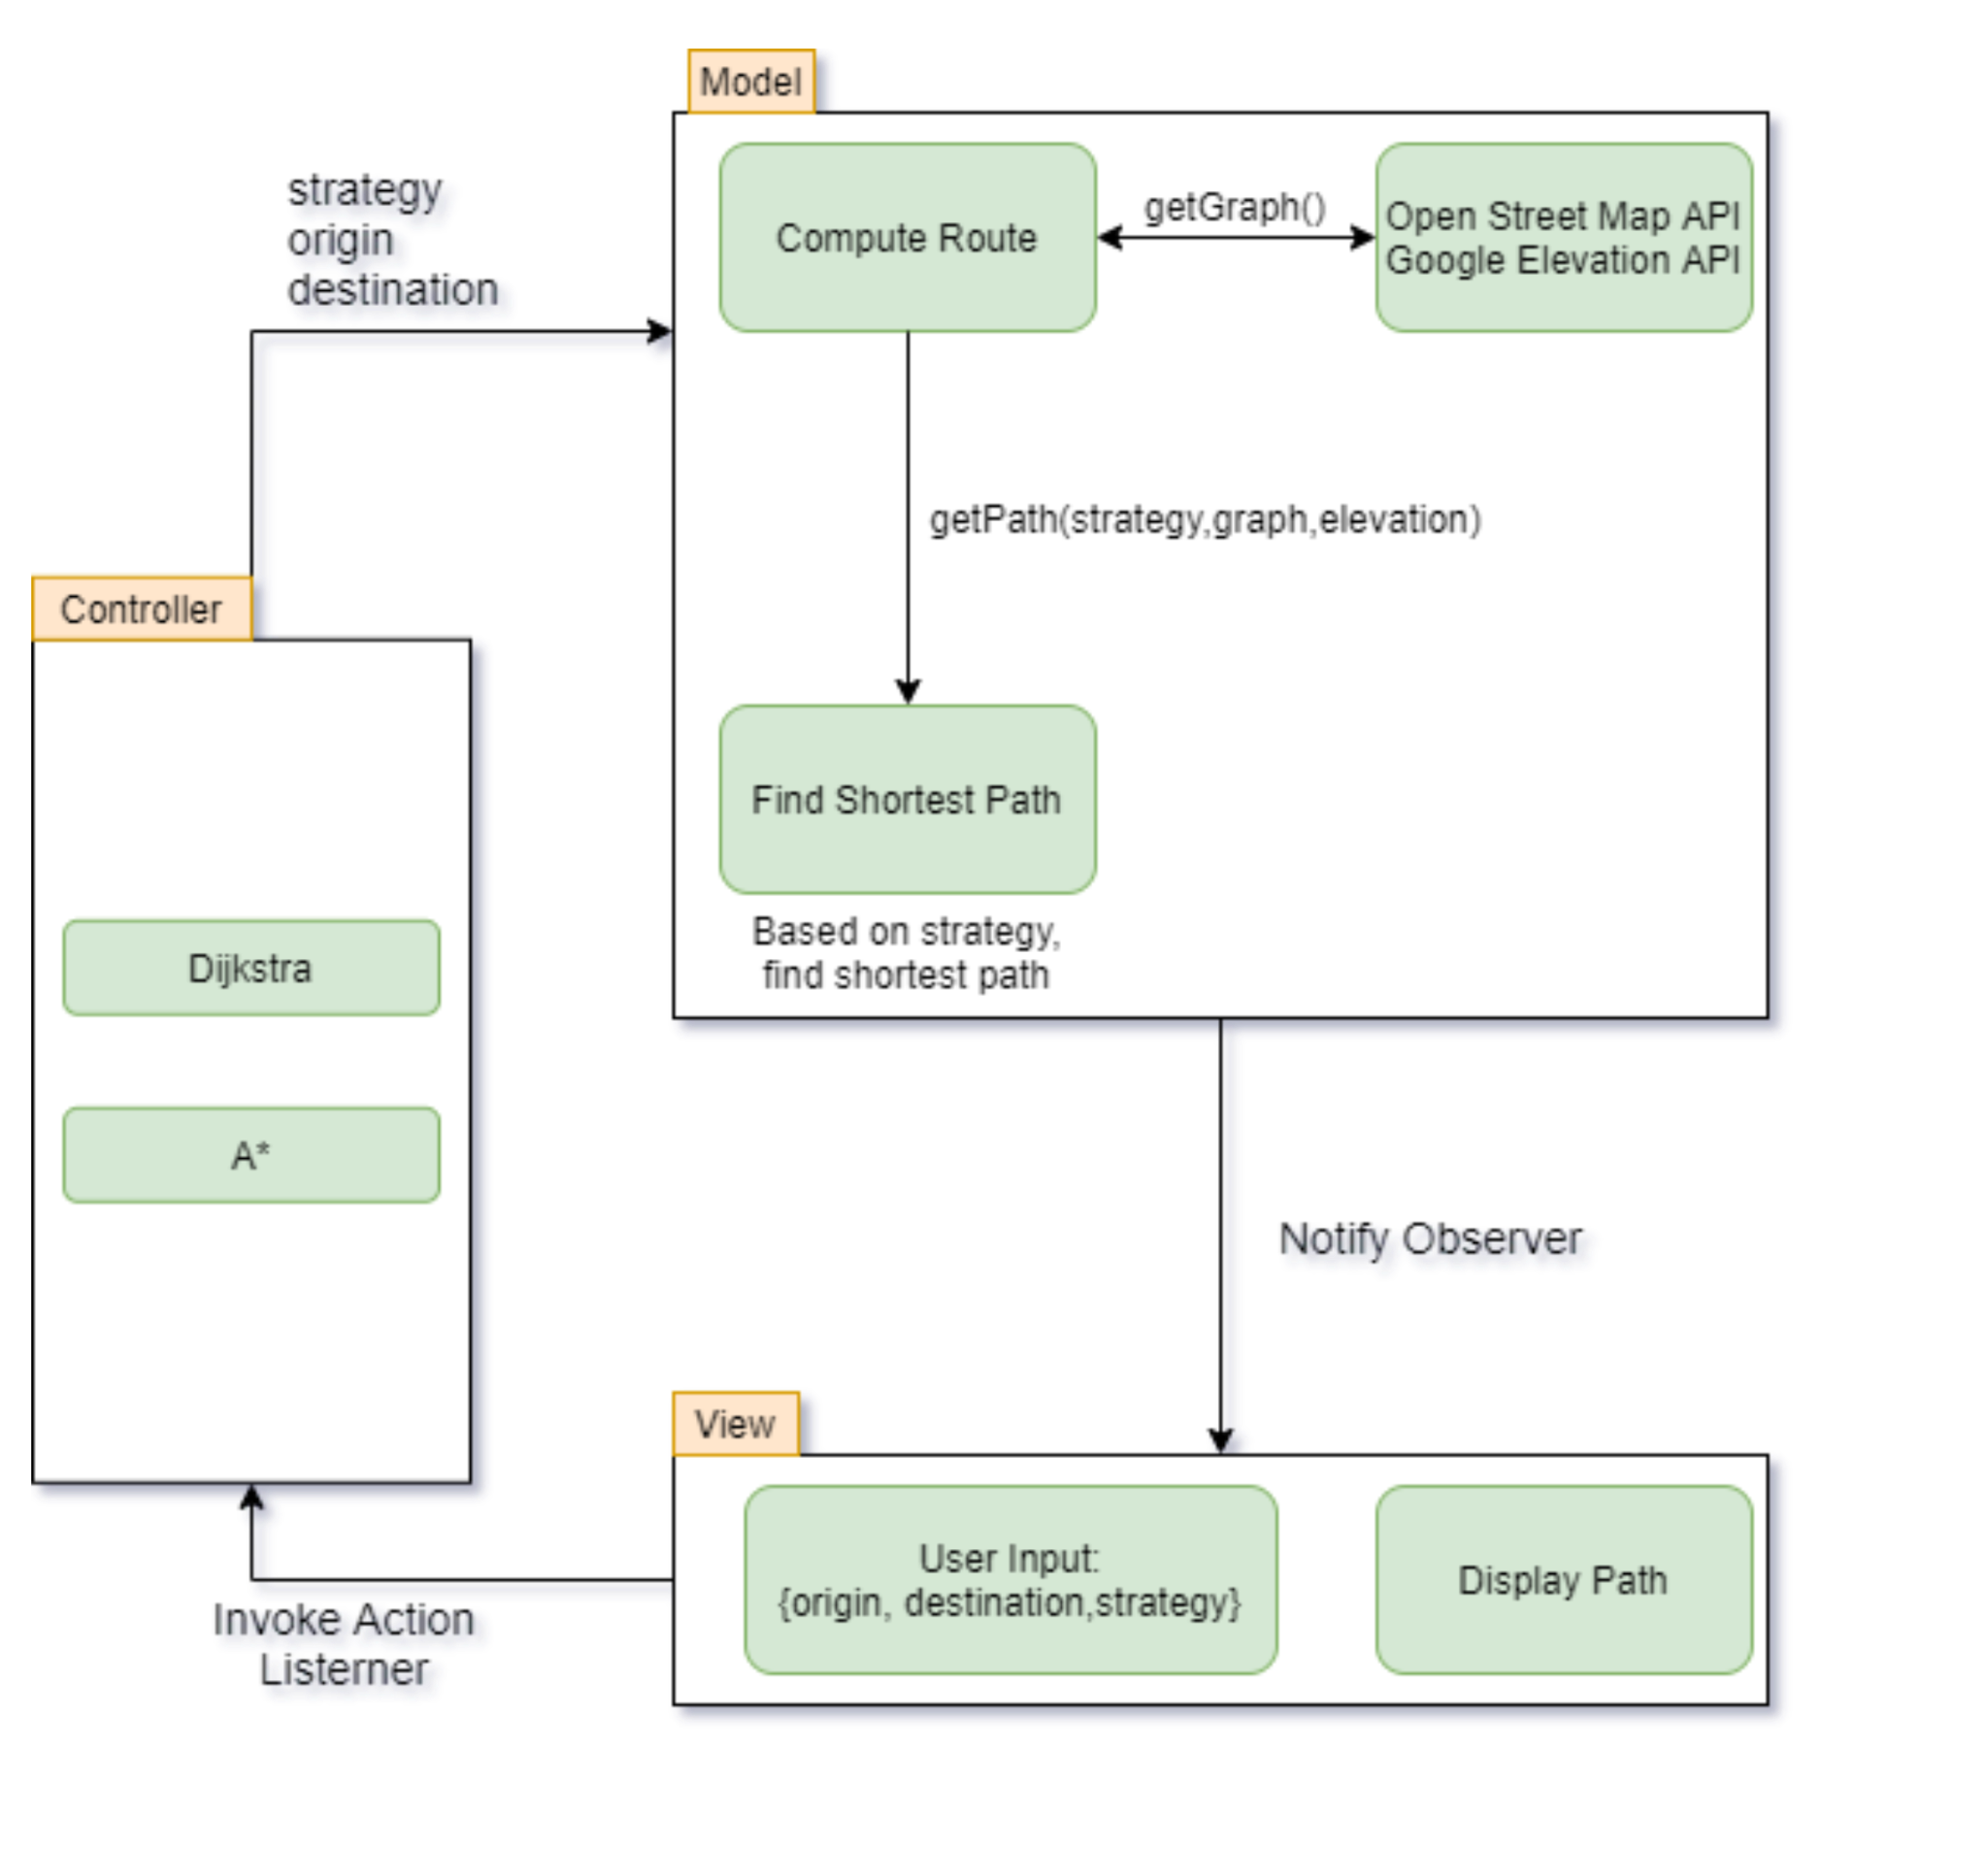 Model
strategy
origin
destination
Compute Route
getGraph()
Open Street Map API
Google Elevation API
getPath(strategy,graph,elevation)
Controller
Find Shortest Path
Based on strategy,
find shortest path
Dijkstra
A*
Notify Observer
View
User Input:
{origin, destination,strategy}
Display Path
Invoke Action
Listerner